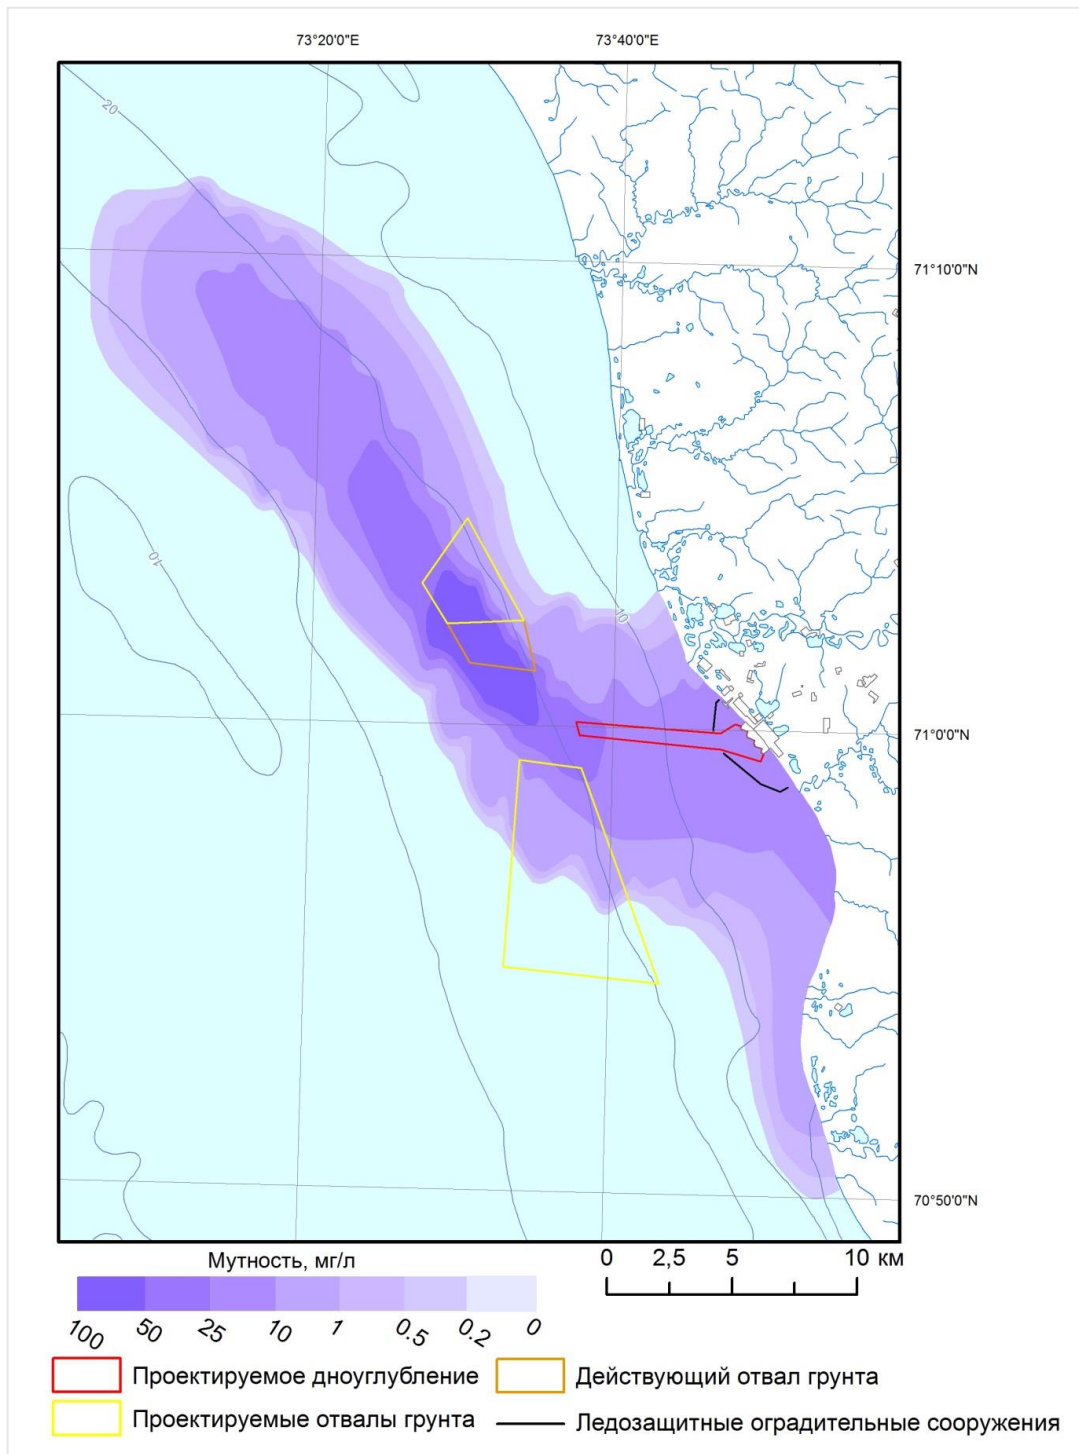 73°20'0"E 73°40'0"E
20
71°10'0"N
10
10
71°0'0"N
70°50'0"N
Мутность, мг/л
0 2,5 5 10 км
100 50 25 10 1 0.5 0.2 0
Проектируемое дноуглубление
Действующий отвал грунта
Проектируемые отвалы грунта
Ледозащитные оградительные сооружения